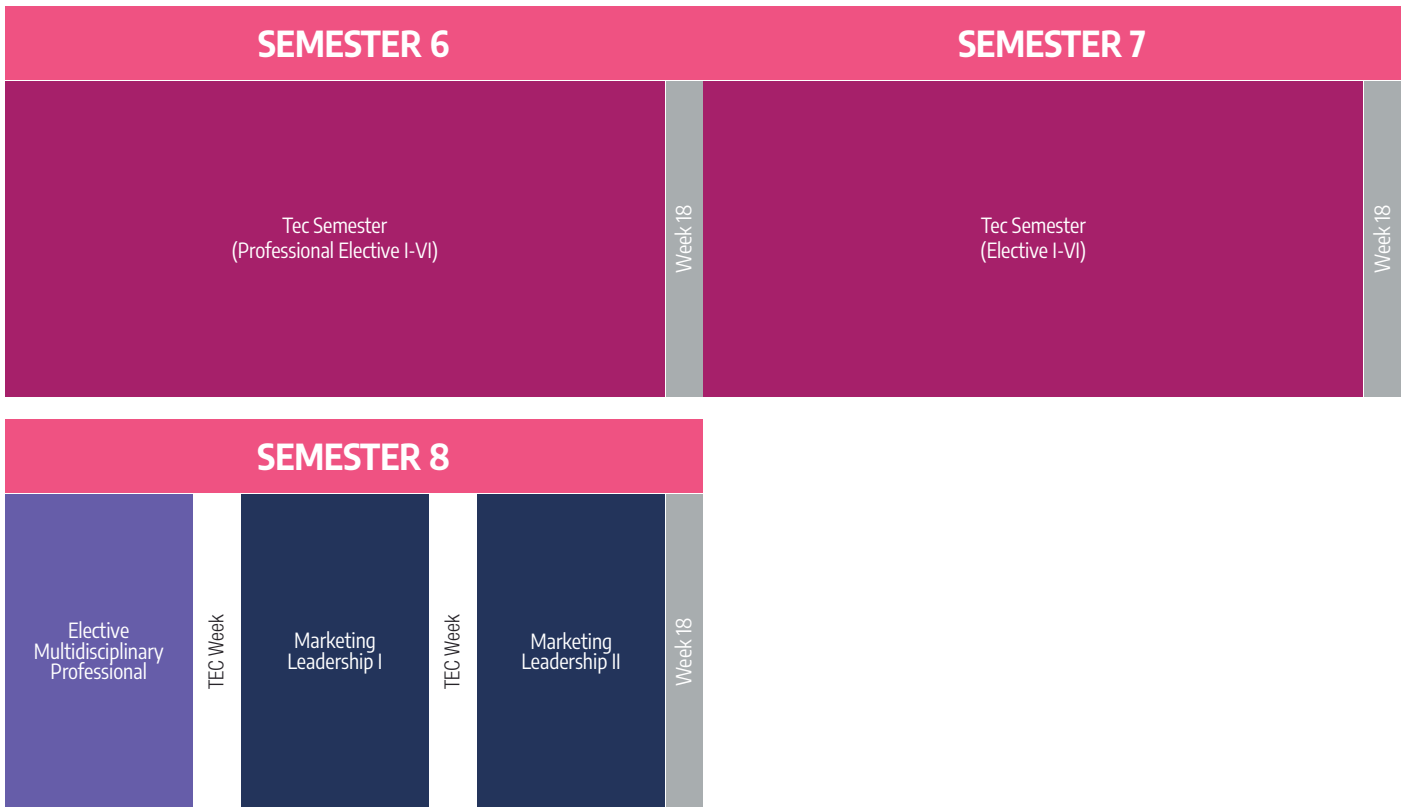 SEMESTER 6
Tec Semester
(Professional Elective I-VI)
Week 18
SEMESTER 7
Tec Semester
(Elective I-VI)
Week 18
SEMESTER 8
Elective
Multidisciplinary
Professional
TEC Week
Marketing
Leadership I
TEC Week
Marketing
Leadership II
Week 18